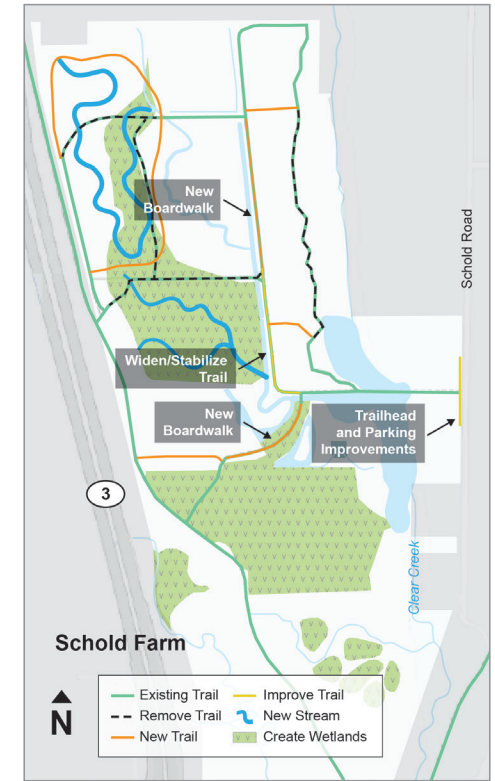 New
Boardwalk
Schold Road
Widen/Stabilize
Trail
New
Boardwalk
Trailhead
and Parking
Improvements
3
Clear Creek
Schold Farm
N
Existing Trail
Remove Trail
New Trail
Improve Trail
New Stream
Create Wetlands